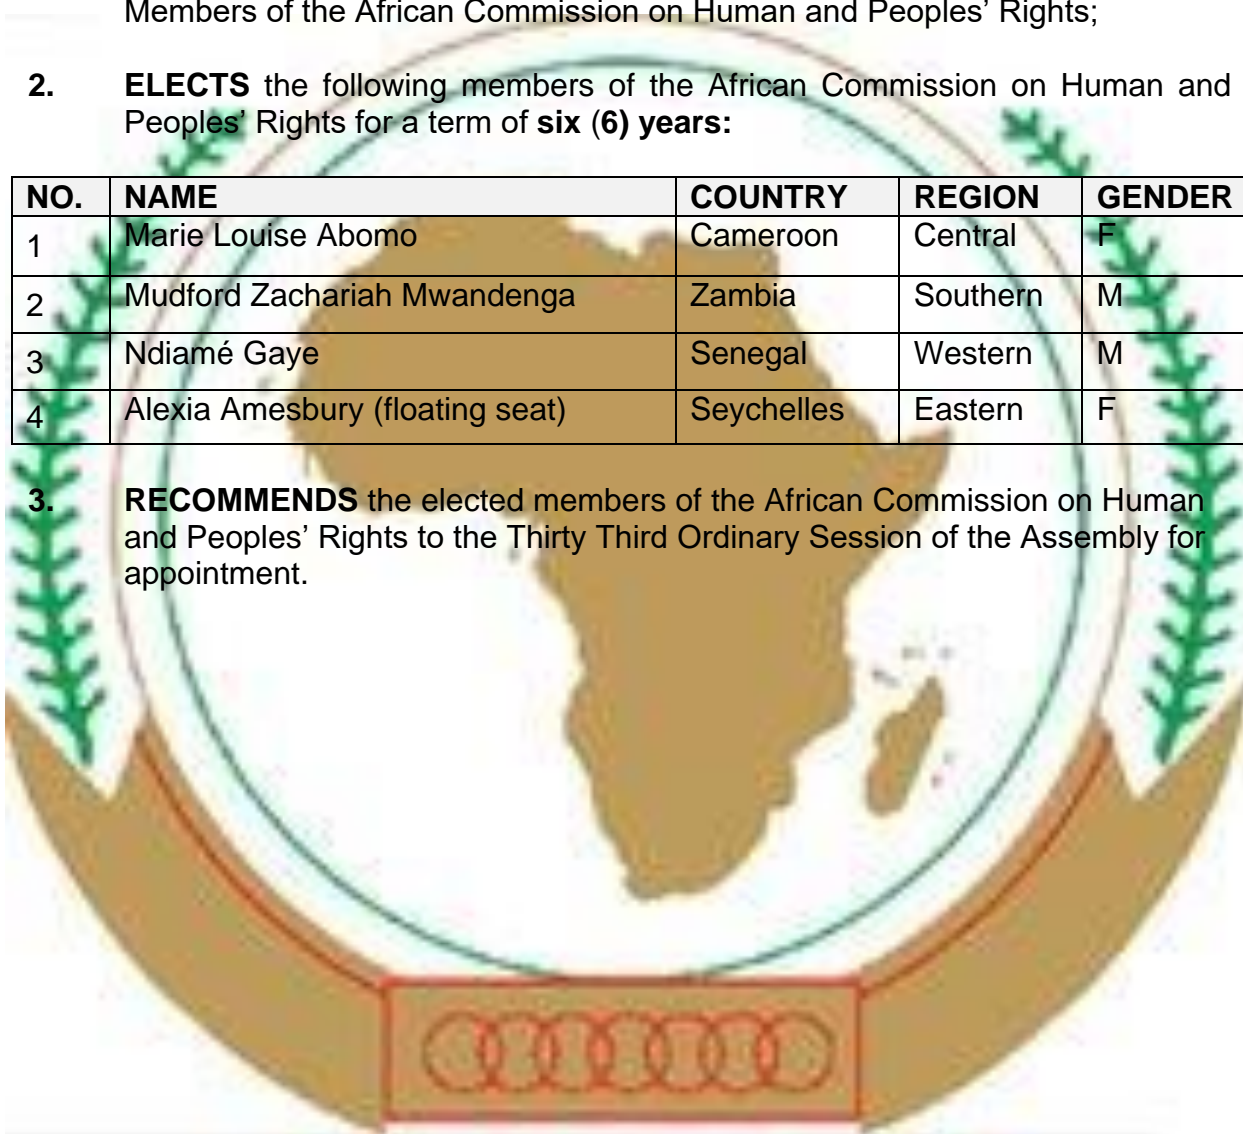 Members of the African Commission on Human and Peoples’ Rights;
2. ELECTS the following members of the African Commission on Human and
Peoples’ Rights for a term of six (6) years:
NO. NAME COUNTRY REGION GENDER
1 Marie Louise Abomo Cameroon Central F
2 Mudford Zachariah Mwandenga Zambia Southern M
3 Ndiamé Gaye Senegal Western M
4 Alexia Amesbury (floating seat) Seychelles Eastern F
3. RECOMMENDS the elected members of the African Commission on Human
and Peoples’ Rights to the Thirty Third Ordinary Session of the Assembly for
appointment.